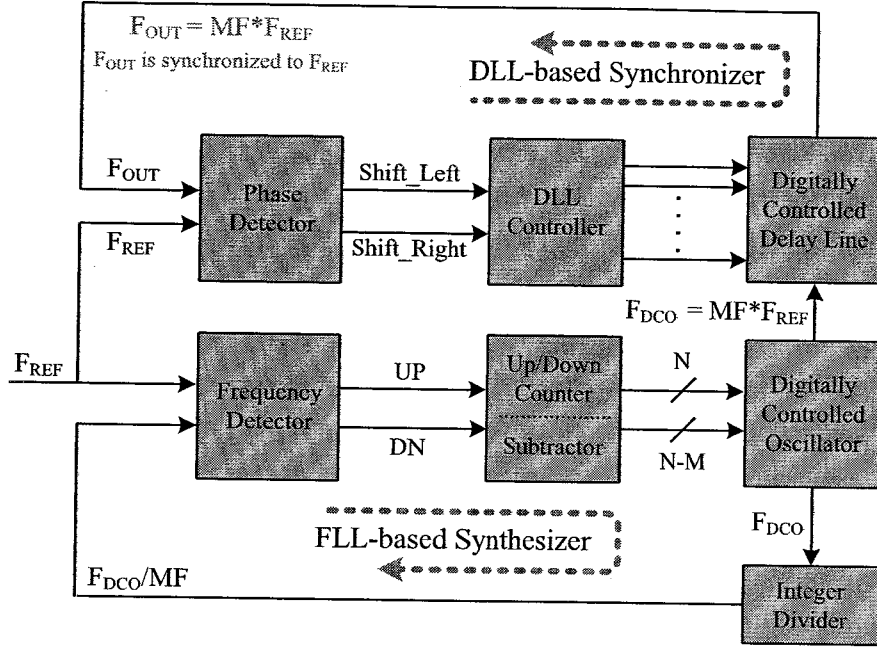 F_OUT = MF*F_REF
F_OUT is synchronized to F_REF
DLL-based Synchronizer
F_OUT
F_REF
Phase
Detector
Shift_Left
Shift_Right
DLL
Controller
Digitally
Controlled
Delay Line
F_DCO = MF*F_REF
F_REF
Frequency
Detector
UP
DN
Up/Down
Counter
Subtractor
N
N-M
Digitally
Controlled
Oscillator
FLL-based Synthesizer
F_DCO
F_DCO/MF
Integer
Divider